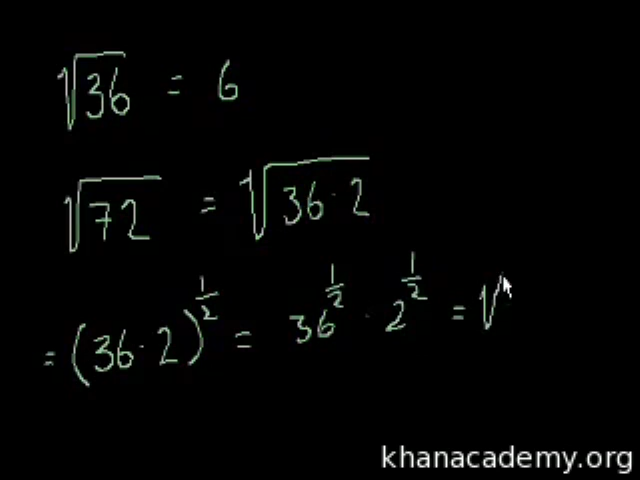 √36 = 6
√72 = √36·2
= (36·2)^1/2 = 36^1/2 · 2^1/2 = √
khanacademy.org